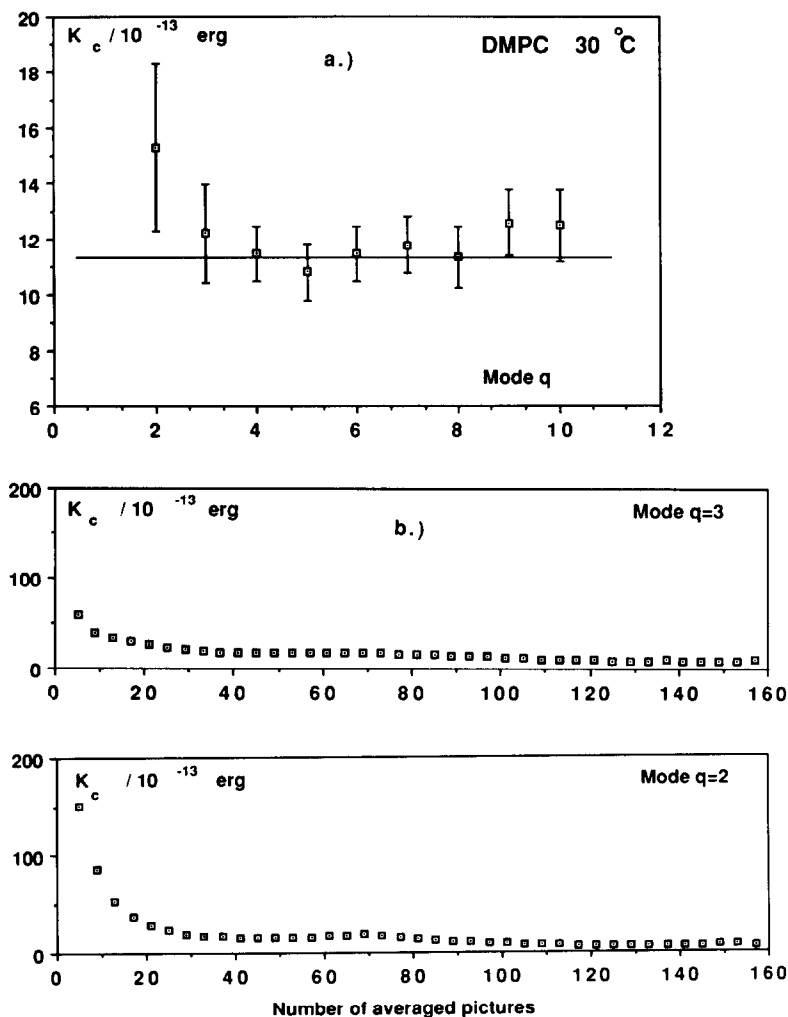 20
18
16
14
12
10
8
6
K c / 10 -13 erg
a.)
DMPC 30 °C
Mode q
0 2 4 6 8 10 12
200
100
0
K c / 10 -13 erg
b.)
Mode q=3
0 20 40 60 80 100 120 140 160
200
100
0
K c / 10 -13 erg
Mode q=2
0 20 40 60 80 100 120 140 160
Number of averaged pictures